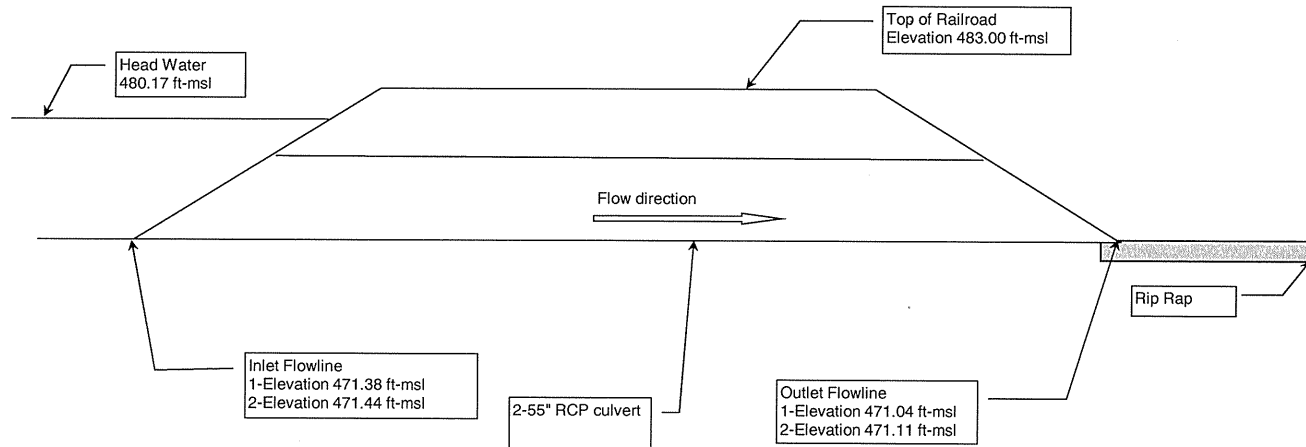 Top of Railroad
Elevation 483.00 ft-msl
Head Water
480.17 ft-msl
Flow direction
Rip Rap
Inlet Flowline
1-Elevation 471.38 ft-msl
2-Elevation 471.44 ft-msl
2-55" RCP culvert
Outlet Flowline
1-Elevation 471.04 ft-msl
2-Elevation 471.11 ft-msl